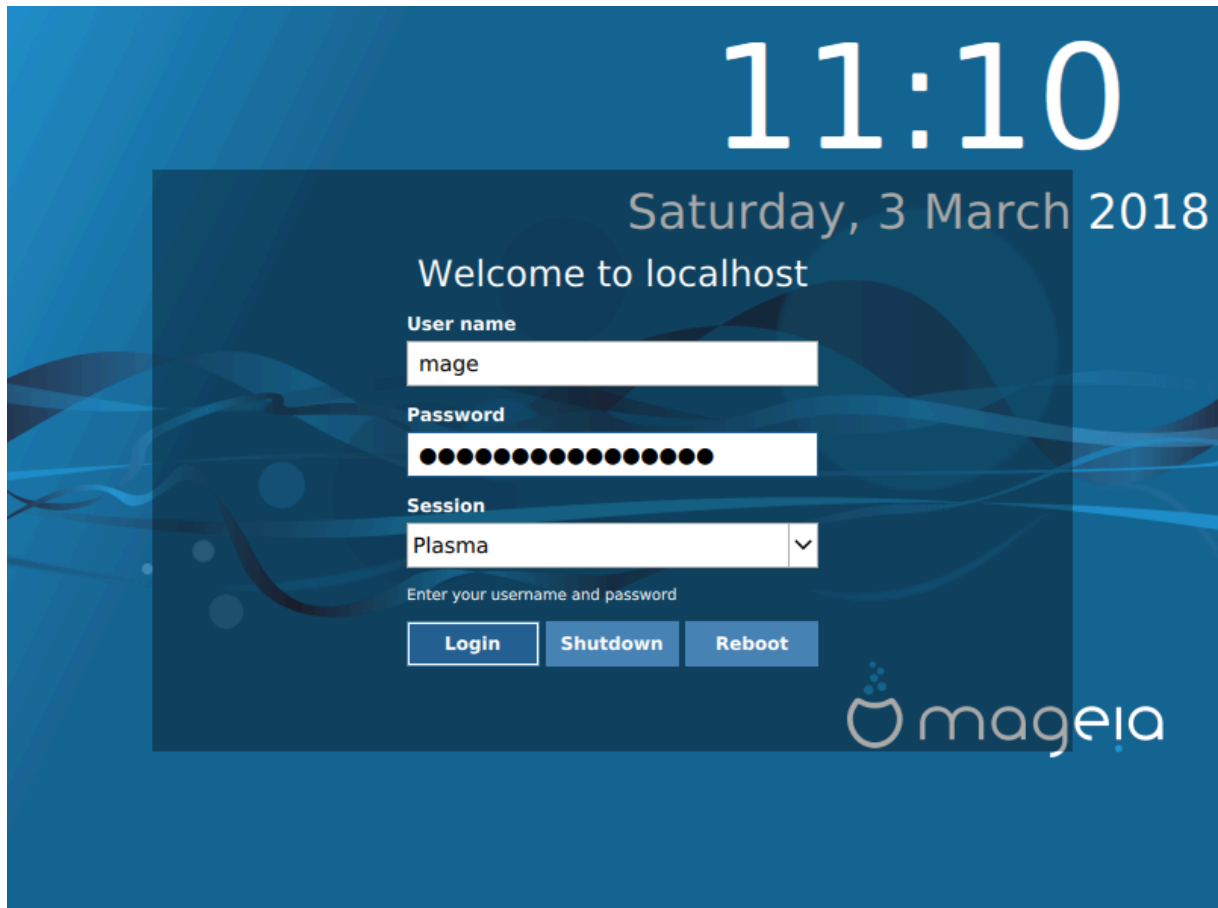 11:10
Saturday, 3 March 2018
Welcome to localhost
User name
mage
Password
●●●●●●●●●●●●●●●●
Session
Plasma
Enter your username and password
Login Shutdown Reboot
mageia